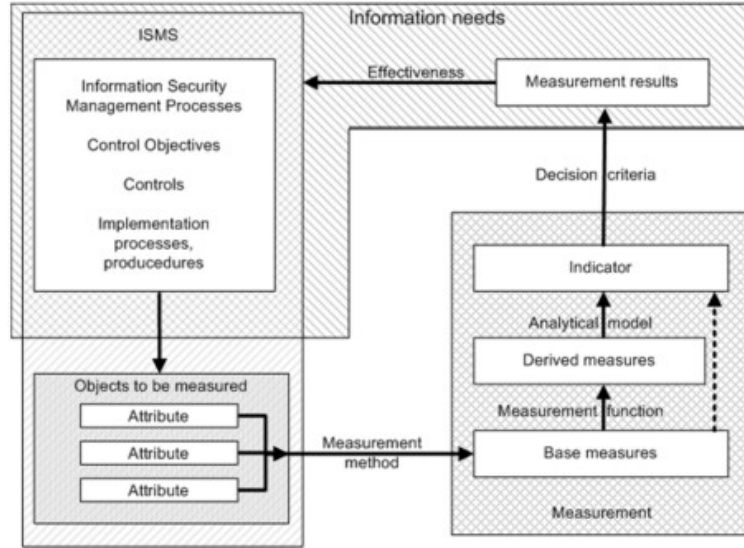 Information needs
ISMS
Information Security
Management Processes
Control Objectives
Controls
Implementation
processes,
producedures
Effectiveness
Measurement results
Decision criteria
Indicator
Analytical model
Derived measures
Measurement function
Base measures
Measurement
Objects to be measured
Attribute
Attribute
Attribute
Measurement
method